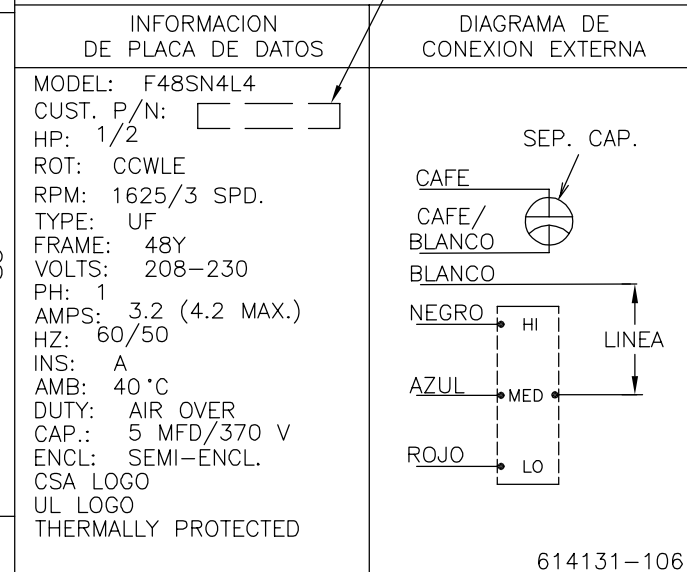 INFORMACION
DE PLACA DE DATOS
MODEL: F48SN4L4
CUST. P/N:
HP: 1/2
ROT: CCWLE
RPM: 1625/3 SPD.
TYPE: UF
FRAME: 48Y
VOLTS: 208-230
PH: 1
AMPS: 3.2 (4.2 MAX.)
HZ: 60/50
INS: A
AMB: 40°C
DUTY: AIR OVER
CAP.: 5 MFD/370 V
ENCL: SEMI-ENCL.
CSA LOGO
UL LOGO
THERMALLY PROTECTED
DIAGRAMA DE
CONEXION EXTERNA
SEP. CAP.
CAFE
CAFE/
BLANCO
BLANCO
NEGRO HI
LINEA
AZUL MED
ROJO LO
614131-106